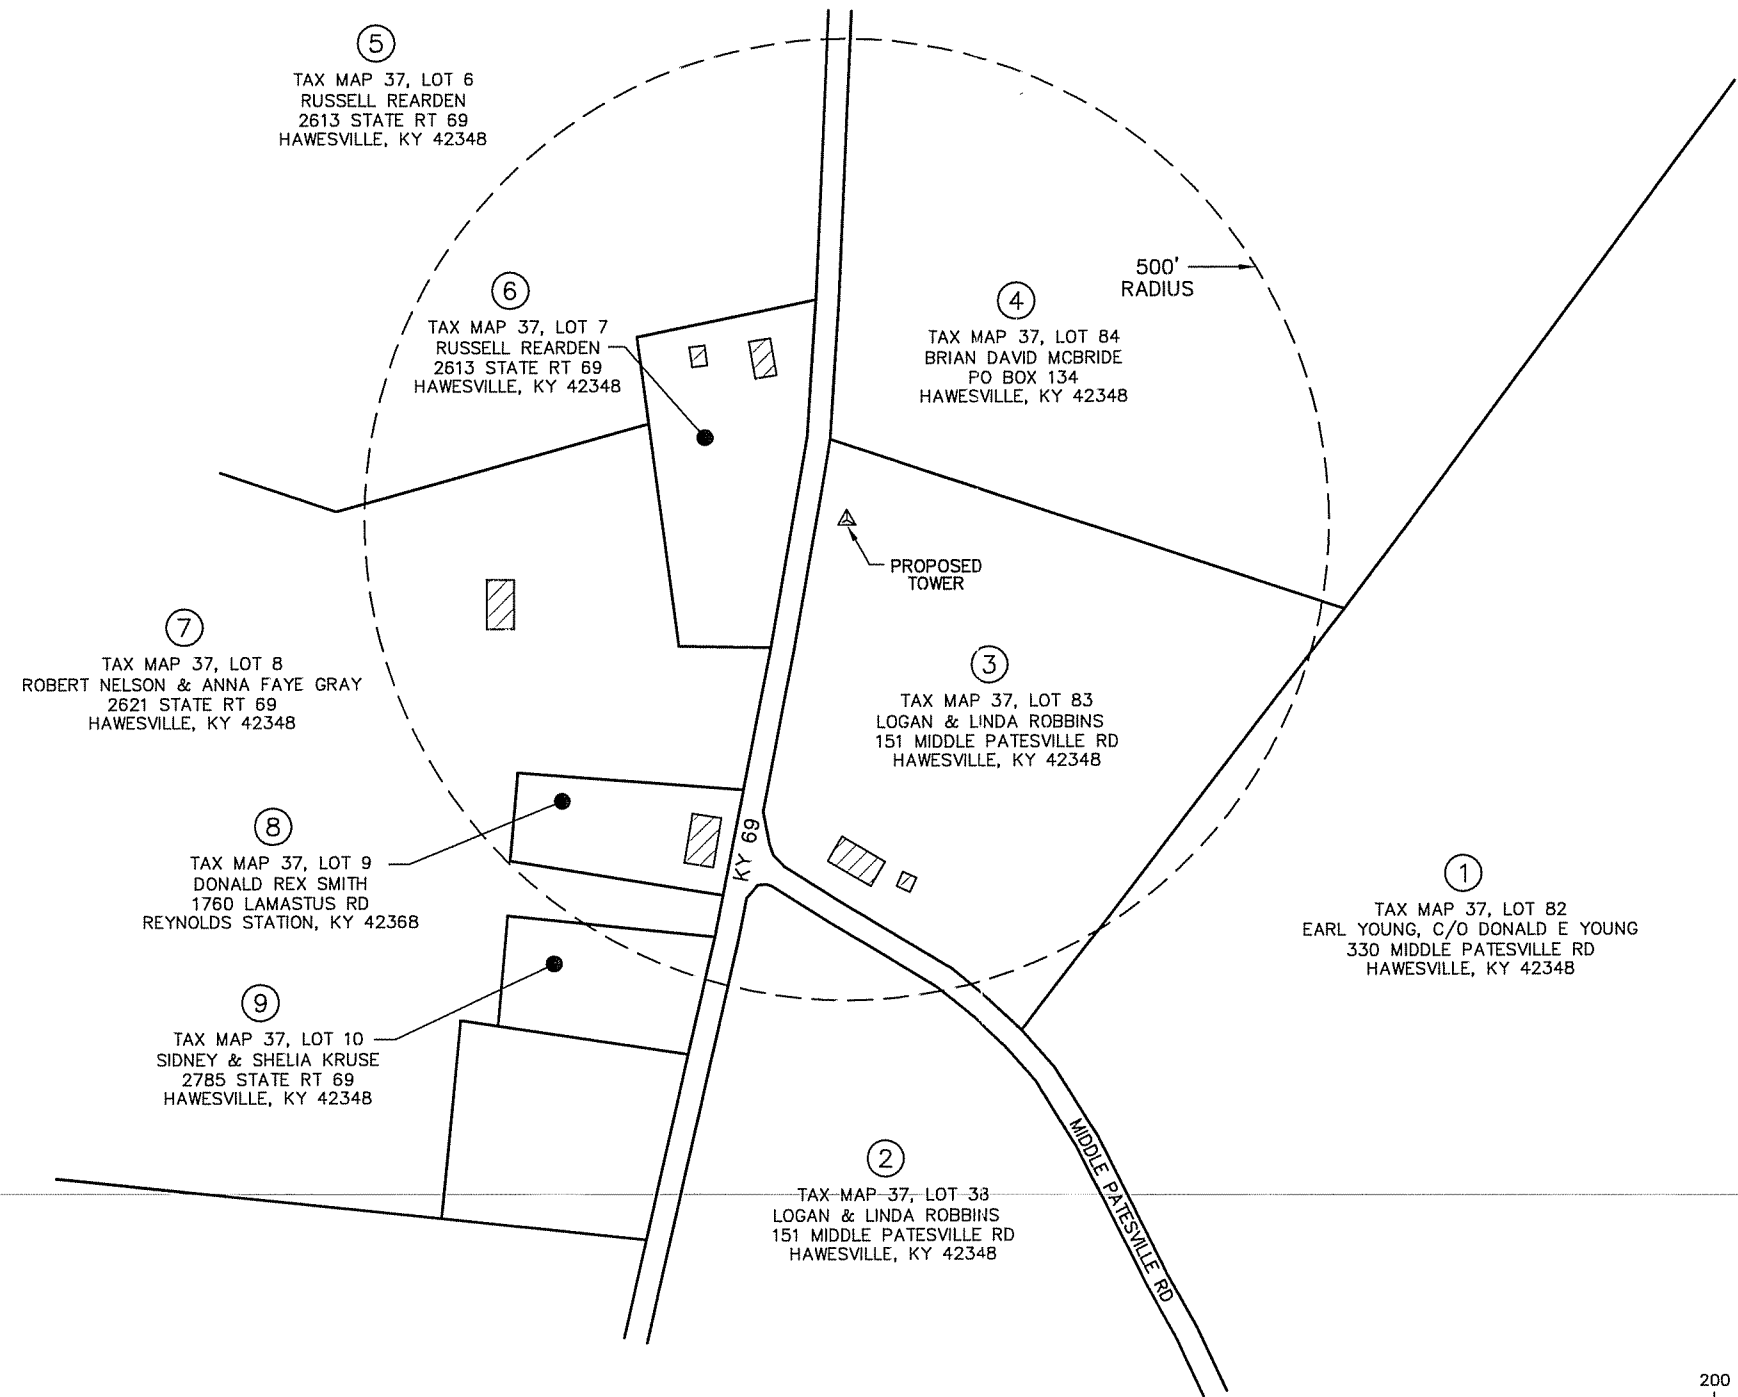 5
TAX MAP 37, LOT 6
RUSSELL REARDEN
2613 STATE RT 69
HAWESVILLE, KY 42348
6
TAX MAP 37, LOT 7
RUSSELL REARDEN
2613 STATE RT 69
HAWESVILLE, KY 42348
500'
RADIUS
4
TAX MAP 37, LOT 84
BRIAN DAVID MCBRIDE
PO BOX 134
HAWESVILLE, KY 42348
PROPOSED
TOWER
7
TAX MAP 37, LOT 8
ROBERT NELSON & ANNA FAYE GRAY
2621 STATE RT 69
HAWESVILLE, KY 42348
3
TAX MAP 37, LOT 83
LOGAN & LINDA ROBBINS
151 MIDDLE PATESVILLE RD
HAWESVILLE, KY 42348
8
TAX MAP 37, LOT 9
DONALD REX SMITH
1760 LAMASTUS RD
REYNOLDS STATION, KY 42368
KY 69
1
TAX MAP 37, LOT 82
EARL YOUNG, C/O DONALD E YOUNG
330 MIDDLE PATESVILLE RD
HAWESVILLE, KY 42348
9
TAX MAP 37, LOT 10
SIDNEY & SHELIA KRUSE
2785 STATE RT 69
HAWESVILLE, KY 42348
2
TAX MAP 37, LOT 38
LOGAN & LINDA ROBBINS
151 MIDDLE PATESVILLE RD
HAWESVILLE, KY 42348
MIDDLE PATESVILLE RD
200